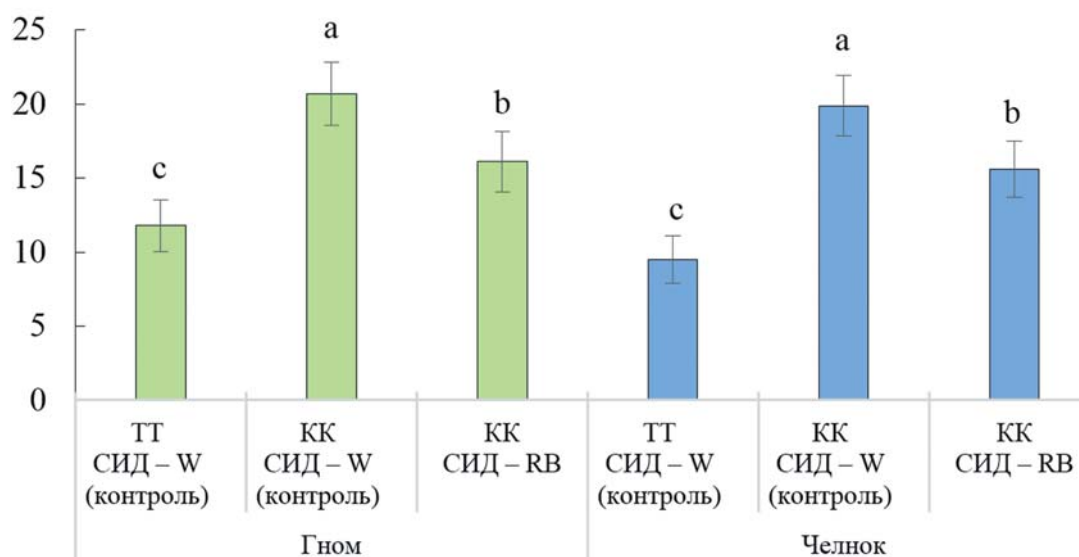 25
20
15
10
5
0
c
a
b
c
a
b
ТТ
СИД – W
(контроль)
КК
СИД – W
(контроль)
КК
СИД – RB
ТТ
СИД – W
(контроль)
КК
СИД – W
(контроль)
КК
СИД – RB
Гном
Челнок